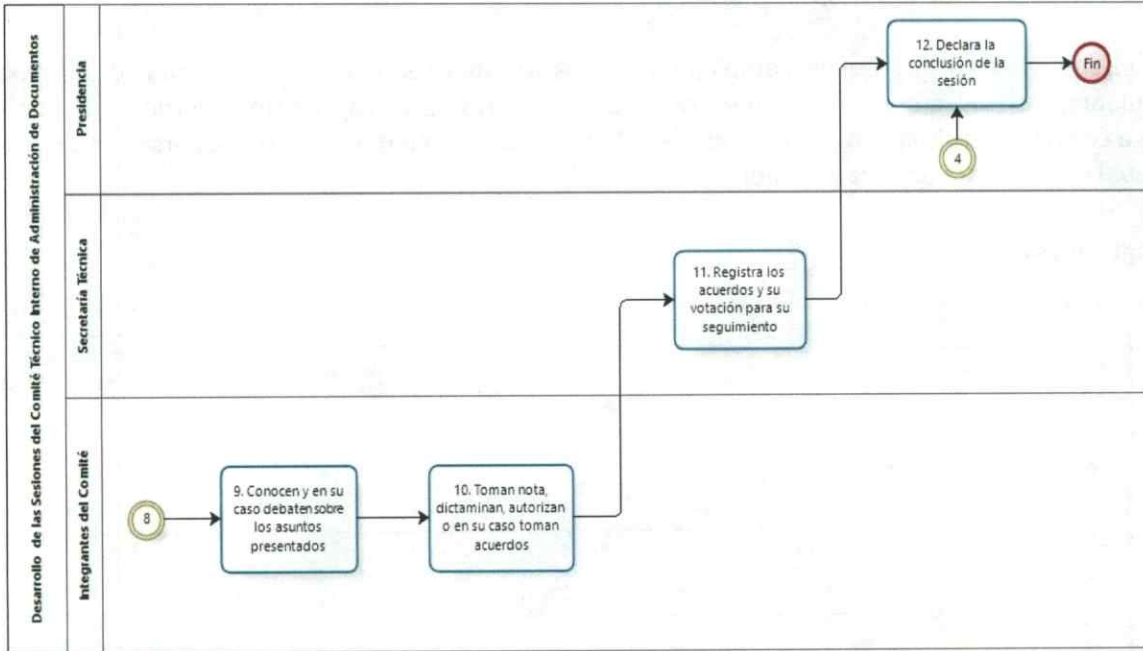 Desarrollo de las Sesiones del Comité Técnico Interno de Administración de Documentos
Presidencia
12. Declara la
conclusión de la
sesión
Fin
4
Secretaría Técnica
11. Registra los
acuerdos y su
votación para su
seguimiento
Integrantes del Comité
8
9. Conocen y en su
caso debaten sobre
los asuntos
presentados
10. Toman nota,
dictaminan, autorizan
o en su caso toman
acuerdos